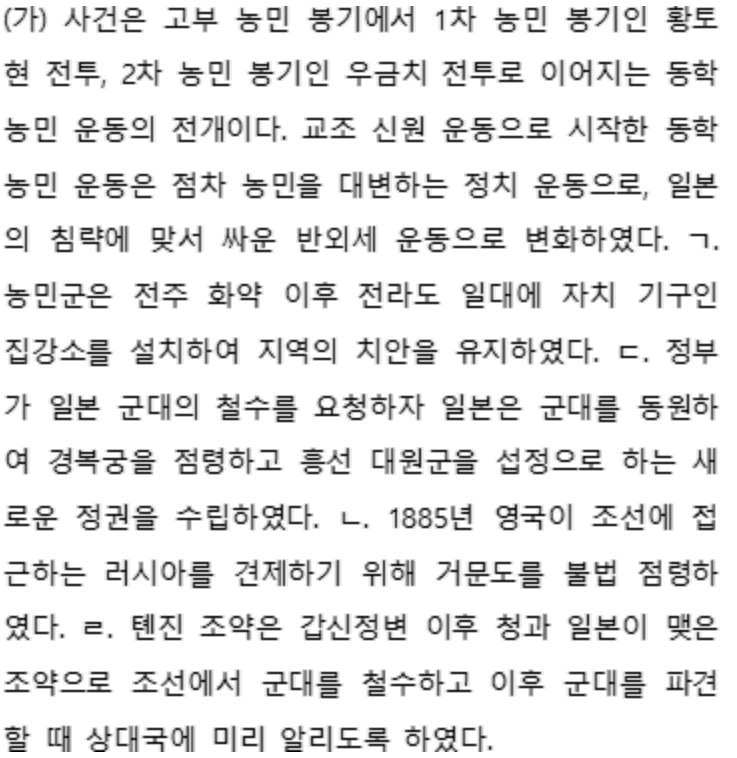 (가) 사건은 고부 농민 봉기에서 1차 농민 봉기인 황토
현 전투, 2차 농민 봉기인 우금치 전투로 이어지는 동학
농민 운동의 전개이다. 교조 신원 운동으로 시작한 동학
농민 운동은 점차 농민을 대변하는 정치 운동으로, 일본
의 침략에 맞서 싸운 반외세 운동으로 변화하였다. ㄱ.
농민군은 전주 화약 이후 전라도 일대에 자치 기구인
집강소를 설치하여 지역의 치안을 유지하였다. ㄷ. 정부
가 일본 군대의 철수를 요청하자 일본은 군대를 동원하
여 경복궁을 점령하고 흥선 대원군을 섭정으로 하는 새
로운 정권을 수립하였다. ㄴ. 1885년 영국이 조선에 접
근하는 러시아를 견제하기 위해 거문도를 불법 점령하
였다. ㄹ. 톈진 조약은 갑신정변 이후 청과 일본이 맺은
조약으로 조선에서 군대를 철수하고 이후 군대를 파견
할 때 상대국에 미리 알리도록 하였다.